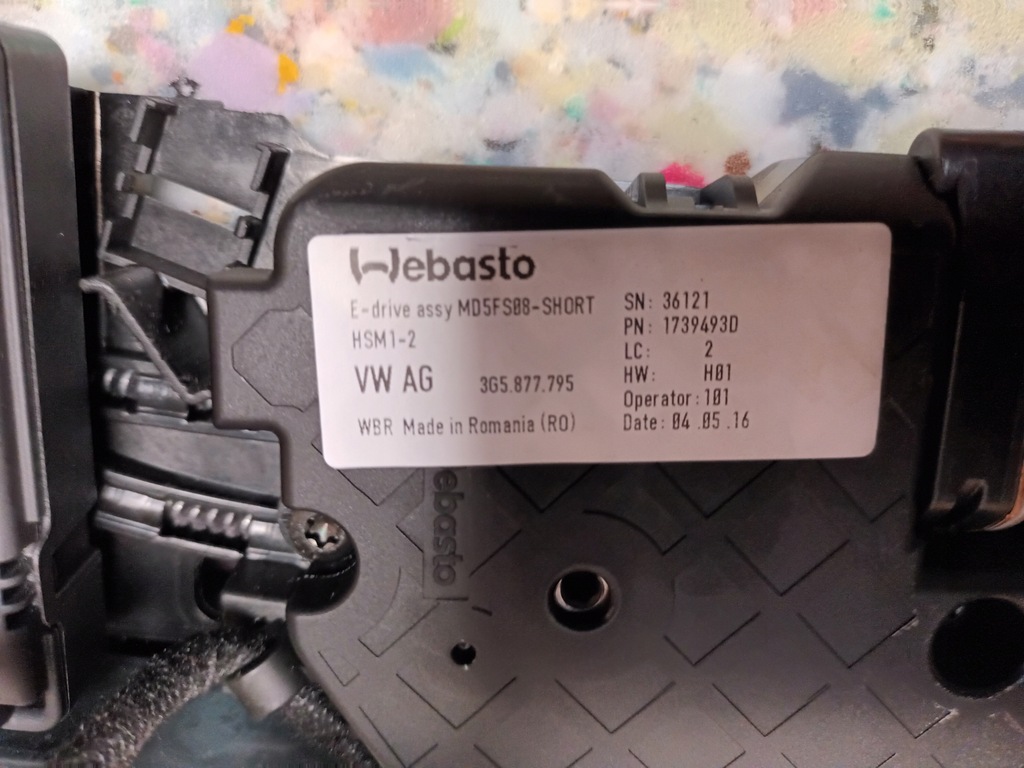 Webasto
E-drive assy MD5FS08-SHORT
HSM1-2
VW AG 3G5.877.795
WBR Made in Romania (RO)
SN: 36121
PN: 1739493D
LC: 2
HW: H01
Operator: 101
Date: 04.05.16
ebasto